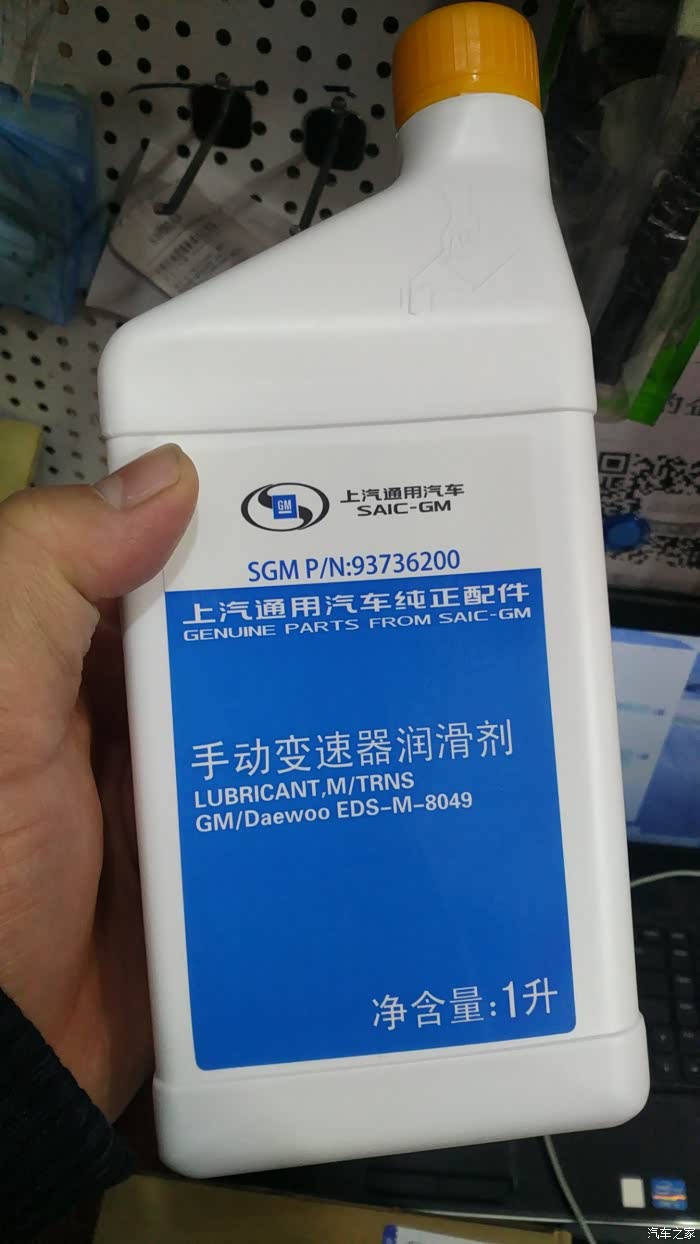 GM
上汽通用汽车
SAIC-GM
SGM P/N:93736200
上汽通用汽车纯正配件
GENUINE PARTS FROM SAIC-GM
手动变速器润滑剂
LUBRICANT,M/TRNS
GM/Daewoo EDS-M-8049
净含量:1升
汽车之家